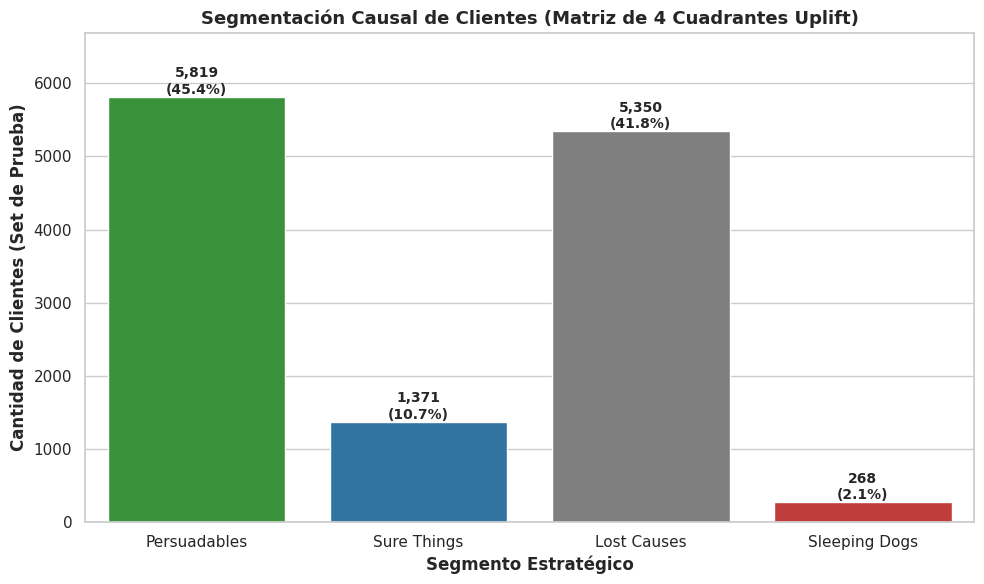 Segmentación Causal de Clientes (Matriz de 4 Cuadrantes Uplift)
Cantidad de Clientes (Set de Prueba)
6000
5000
4000
3000
2000
1000
0
5,819
(45.4%)
1,371
(10.7%)
5,350
(41.8%)
268
(2.1%)
Persuadables
Sure Things
Lost Causes
Sleeping Dogs
Segmento Estratégico